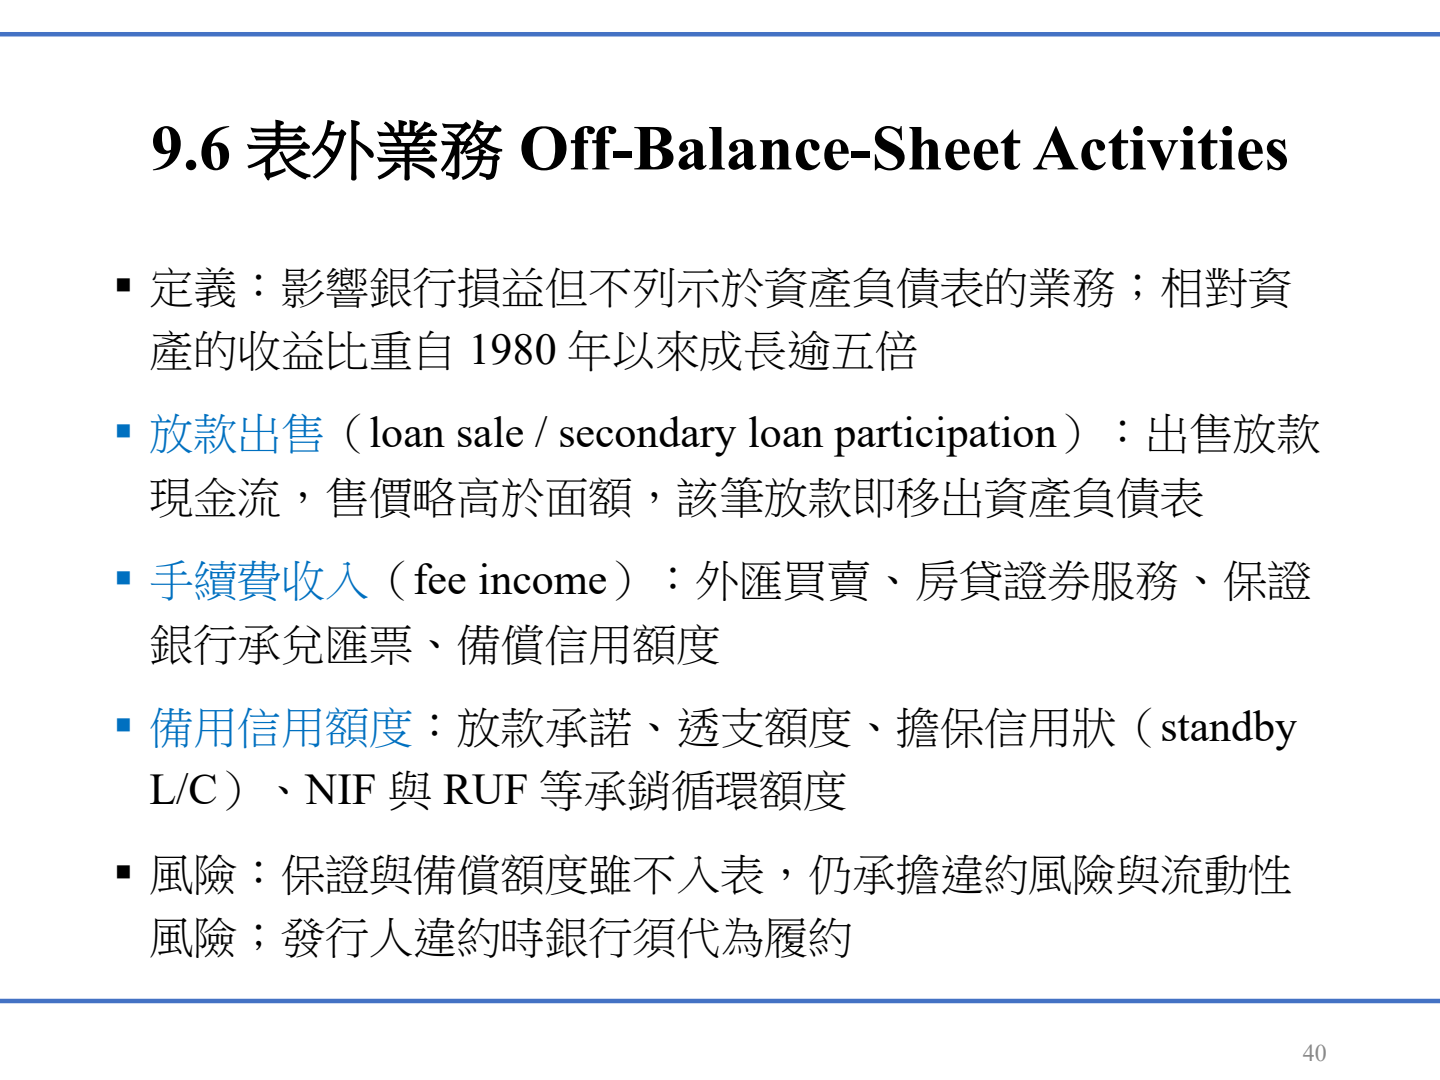 9.6 表外業務 Off-Balance-Sheet Activities
▪ 定義：影響銀行損益但不列示於資產負債表的業務；相對資
產的收益比重自 1980 年以來成長逾五倍
▪ 放款出售（loan sale / secondary loan participation）：出售放款
現金流，售價略高於面額，該筆放款即移出資產負債表
▪ 手續費收入（fee income）：外匯買賣、房貸證券服務、保證
銀行承兌匯票、備償信用額度
▪ 備用信用額度：放款承諾、透支額度、擔保信用狀（standby
L/C）、NIF 與 RUF 等承銷循環額度
▪ 風險：保證與備償額度雖不入表，仍承擔違約風險與流動性
風險；發行人違約時銀行須代為履約
40